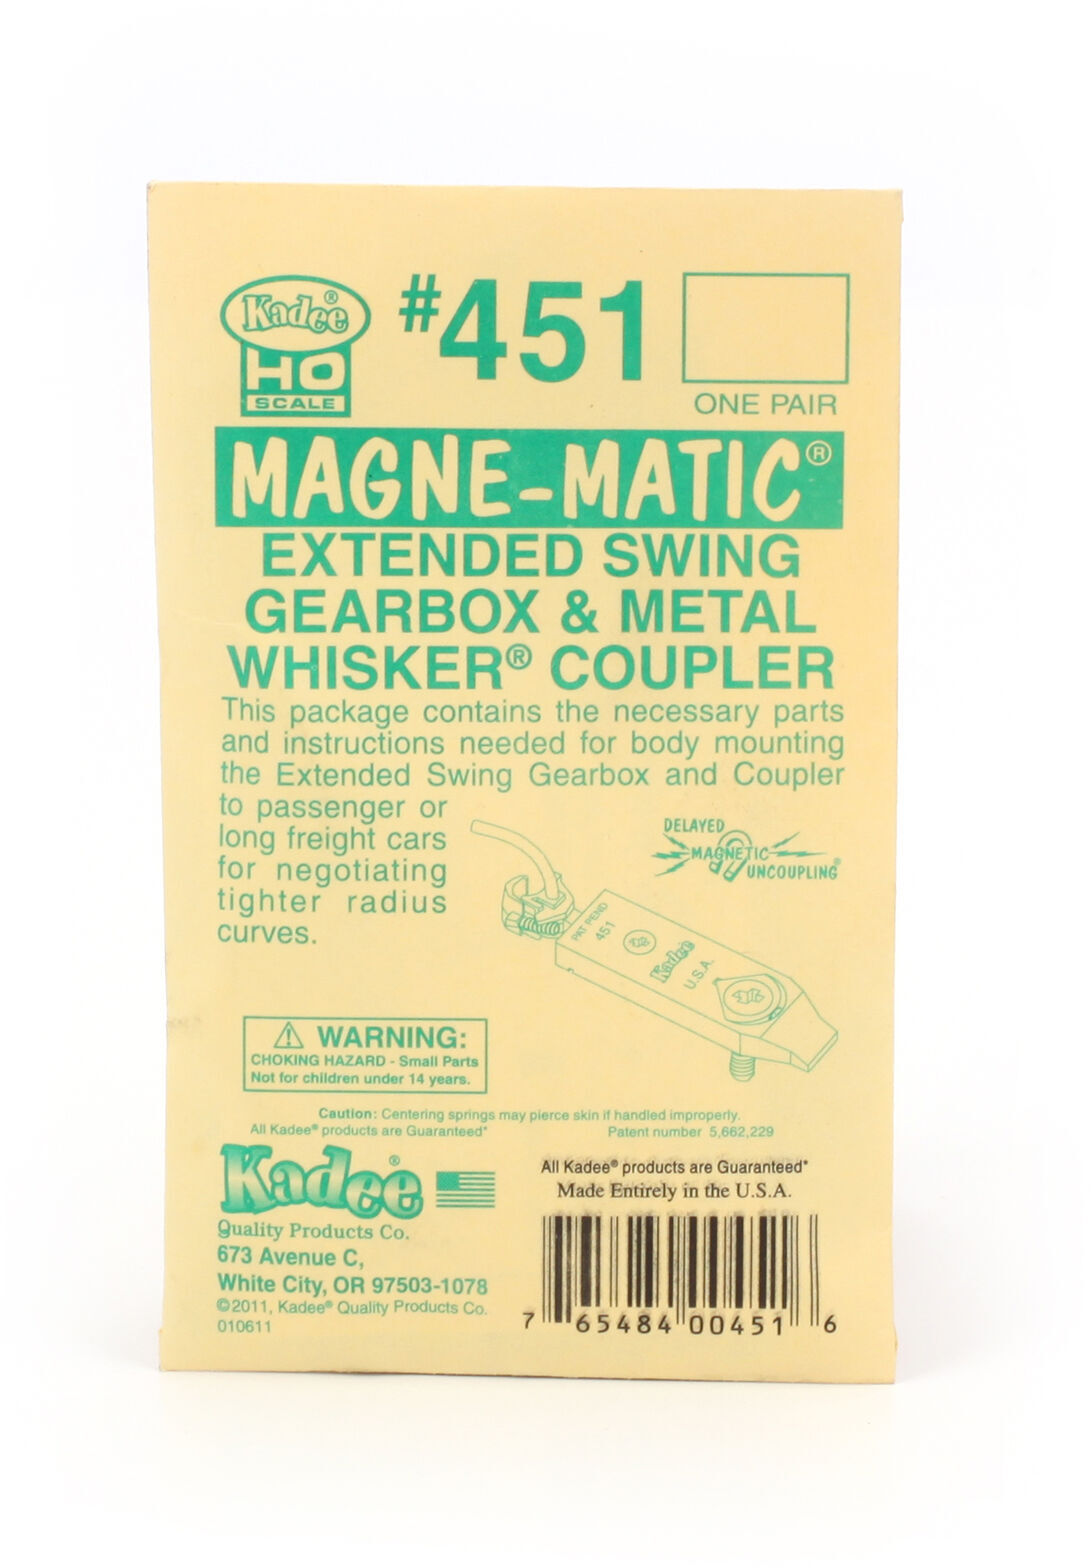 Kadee®
HO
SCALE
#451
ONE PAIR
MAGNE-MATIC®
EXTENDED SWING
GEARBOX & METAL
WHISKER® COUPLER
This package contains the necessary parts
and instructions needed for body mounting
the Extended Swing Gearbox and Coupler
to passenger or
long freight cars
for negotiating
tighter radius
curves.
DELAYED
MAGNETIC
UNCOUPLING®
PAT PEND
451
Kadee
U.S.A.
⚠ WARNING:
CHOKING HAZARD - Small Parts
Not for children under 14 years.
Caution: Centering springs may pierce skin if handled improperly.
All Kadee® products are Guaranteed*
Patent number 5,662,229
Kadee®
Quality Products Co.
673 Avenue C,
White City, OR 97503-1078
©2011, Kadee® Quality Products Co.
010611
All Kadee® products are Guaranteed*
Made Entirely in the U.S.A.
7 65484 00451 6